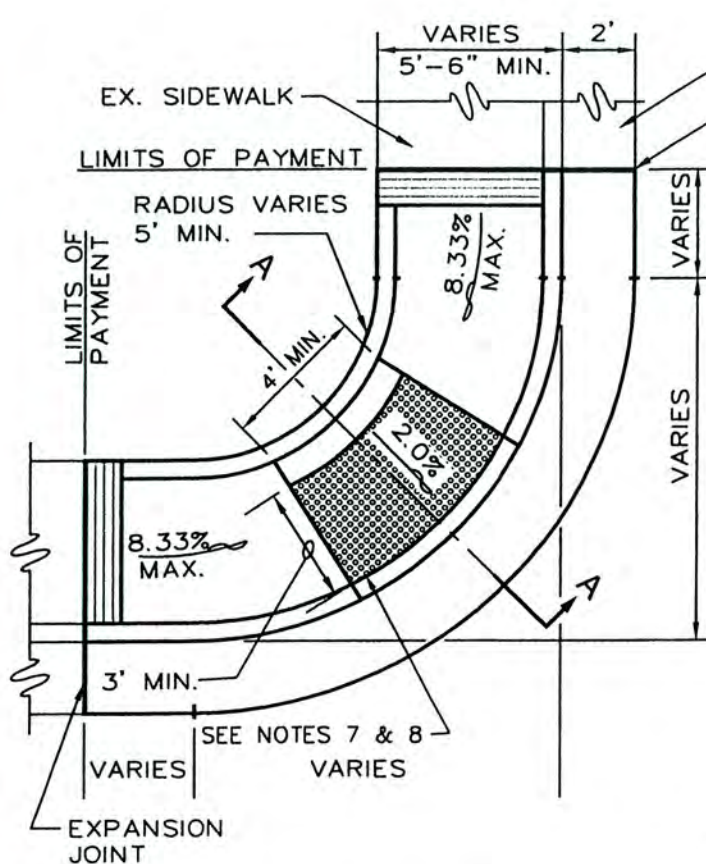 VARIES
2'
5'-6" MIN.
EX. SIDEWALK
LIMITS OF PAYMENT
RADIUS VARIES
5' MIN.
8.33%
MAX.
VARIES
LIMITS OF
PAYMENT
A
4' MIN.
2.0%
VARIES
8.33%
MAX.
A
3' MIN.
SEE NOTES 7 & 8
VARIES
VARIES
EXPANSION
JOINT